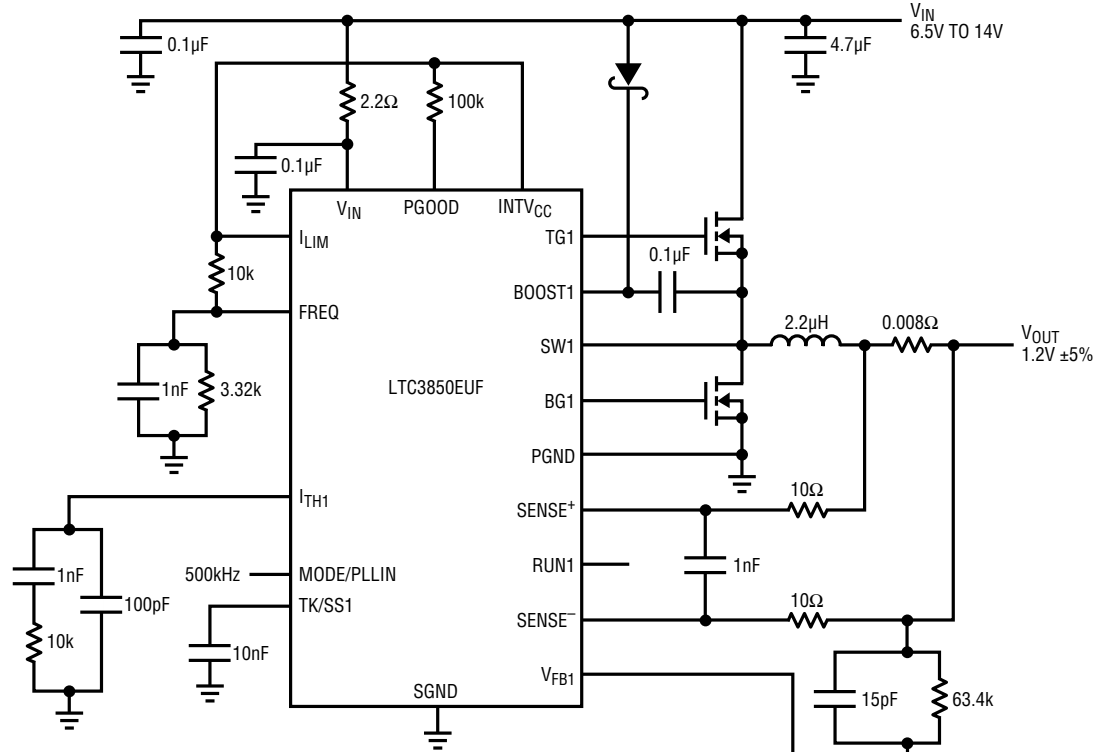 V_IN
6.5V TO 14V
0.1µF
4.7µF
2.2Ω
100k
0.1µF
V_IN
PGOOD
INTV_CC
I_LIM
TG1
0.1µF
10k
BOOST1
FREQ
2.2µH
0.008Ω
V_OUT
1.2V ±5%
SW1
1nF
3.32k
LTC3850EUF
BG1
PGND
10Ω
I_TH1
SENSE⁺
500kHz
MODE/PLLIN
RUN1
1nF
1nF
100pF
TK/SS1
10Ω
10k
SENSE⁻
10nF
V_FB1
SGND
15pF
63.4k